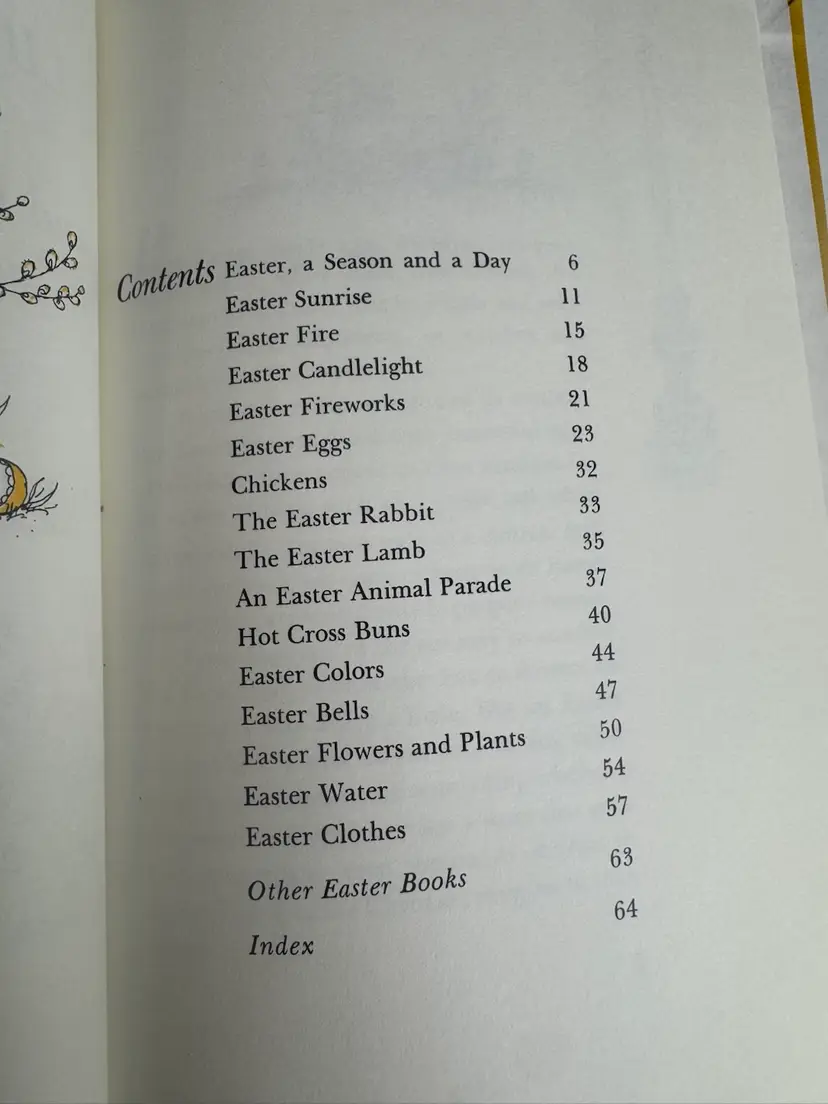 Contents Easter, a Season and a Day 6
Easter Sunrise 11
Easter Fire 15
Easter Candlelight 18
Easter Fireworks 21
Easter Eggs 23
Chickens 32
The Easter Rabbit 33
The Easter Lamb 35
An Easter Animal Parade 37
Hot Cross Buns 40
Easter Colors 44
Easter Bells 47
Easter Flowers and Plants 50
Easter Water 54
Easter Clothes 57
Other Easter Books 63
Index 64